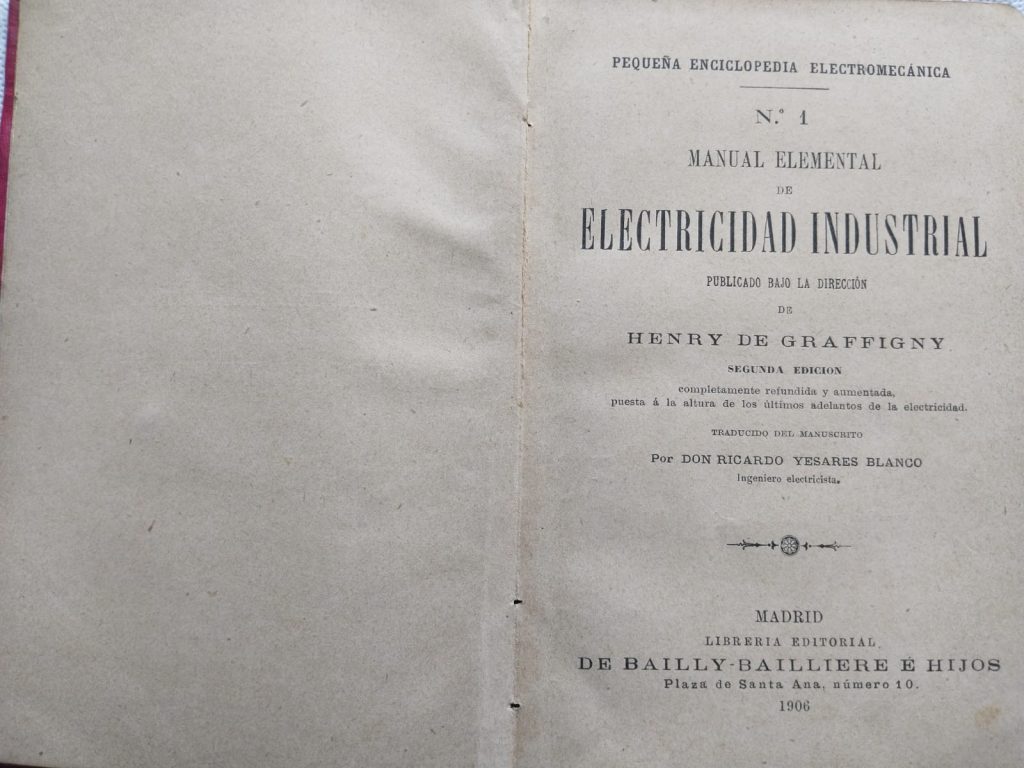 PEQUEÑA ENCICLOPEDIA ELECTROMECÁNICA
N.º 1
MANUAL ELEMENTAL
DE
ELECTRICIDAD INDUSTRIAL
PUBLICADO BAJO LA DIRECCIÓN
DE
HENRY DE GRAFFIGNY
SEGUNDA EDICION
completamente refundida y aumentada,
puesta á la altura de los últimos adelantos de la electricidad.
TRADUCIDO DEL MANUSCRITO
Por DON RICARDO YESARES BLANCO
Ingeniero electricista.
MADRID
LIBRERIA EDITORIAL
DE BAILLY-BAILLIERE É HIJOS
Plaza de Santa Ana, número 10.
1906